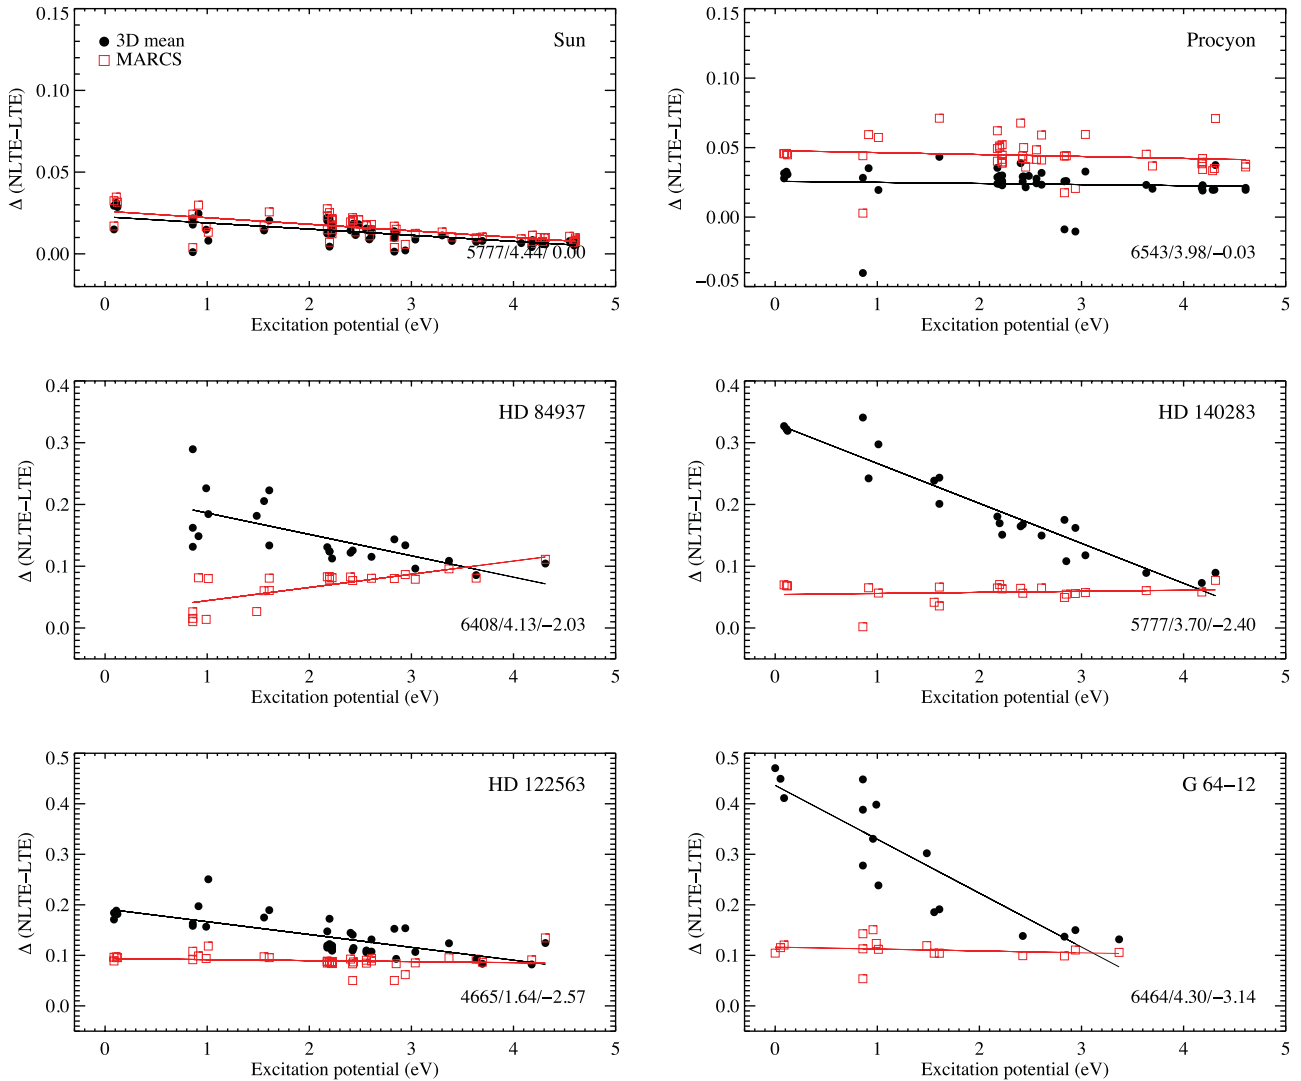 0.15
0.10
0.05
0.00
Δ (NLTE−LTE)
3D mean
MARCS
Sun
5777/4.44/ 0.00
0 1 2 3 4 5
Excitation potential (eV)
0.15
0.10
0.05
0.00
−0.05
Δ (NLTE−LTE)
Procyon
6543/3.98/−0.03
0 1 2 3 4 5
Excitation potential (eV)
0.4
0.3
0.2
0.1
0.0
Δ (NLTE−LTE)
HD 84937
6408/4.13/−2.03
0 1 2 3 4 5
Excitation potential (eV)
0.4
0.3
0.2
0.1
0.0
Δ (NLTE−LTE)
HD 140283
5777/3.70/−2.40
0 1 2 3 4 5
Excitation potential (eV)
0.5
0.4
0.3
0.2
0.1
0.0
Δ (NLTE−LTE)
HD 122563
4665/1.64/−2.57
0 1 2 3 4 5
Excitation potential (eV)
0.5
0.4
0.3
0.2
0.1
0.0
Δ (NLTE−LTE)
G 64−12
6464/4.30/−3.14
0 1 2 3 4 5
Excitation potential (eV)